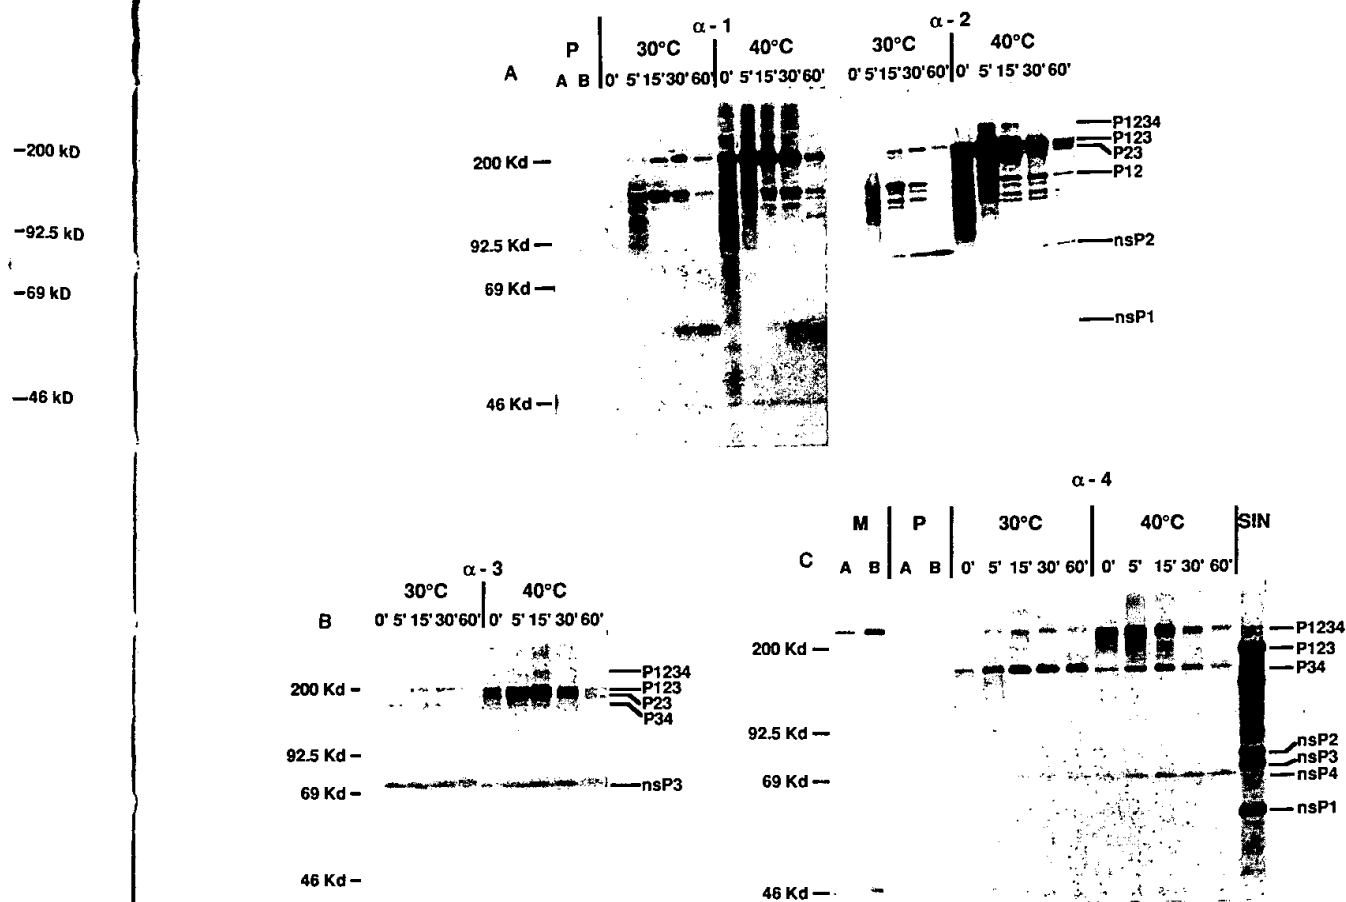 −200 kD
−92.5 kD
−69 kD
−46 kD
A
P
A B
α - 1
30°C 40°C
0' 5' 15' 30' 60' 0' 5' 15' 30' 60'
α - 2
30°C 40°C
0' 5' 15' 30' 60' 0' 5' 15' 30' 60'
200 Kd −
92.5 Kd −
69 Kd −
46 Kd −
P1234
P123
P23
P12
nsP2
nsP1
B
α - 3
30°C 40°C
0' 5' 15' 30' 60' 0' 5' 15' 30' 60'
200 Kd −
92.5 Kd −
69 Kd −
46 Kd −
P1234
P123
P23
P34
nsP3
C
α - 4
M P 30°C 40°C SIN
A B A B 0' 5' 15' 30' 60' 0' 5' 15' 30' 60'
200 Kd −
92.5 Kd −
69 Kd −
46 Kd −
P1234
P123
P34
nsP2
nsP3
nsP4
nsP1